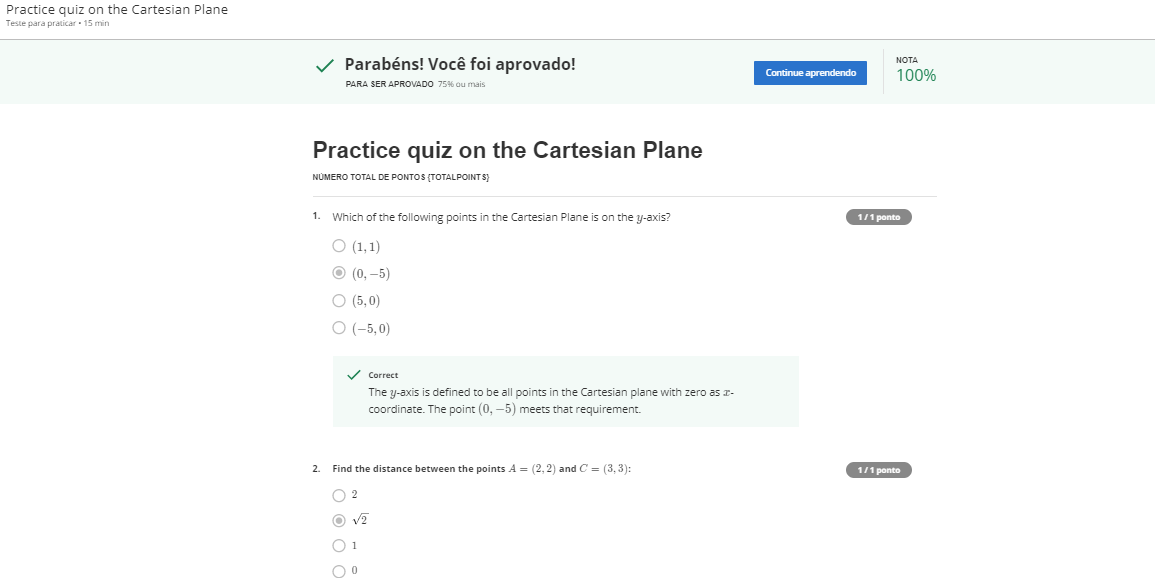 Practice quiz on the Cartesian Plane
Teste para praticar • 15 min
Parabéns! Você foi aprovado!
PARA SER APROVADO 75% ou mais
Continue aprendendo
NOTA
100%
Practice quiz on the Cartesian Plane
NÚMERO TOTAL DE PONTOS {TOTALPOINTS}
1. Which of the following points in the Cartesian Plane is on the y-axis?
1 / 1 ponto
(1, 1)
(0, −5)
(5, 0)
(−5, 0)
Correct
The y-axis is defined to be all points in the Cartesian plane with zero as x-
coordinate. The point (0, −5) meets that requirement.
2. Find the distance between the points A = (2, 2) and C = (3, 3):
1 / 1 ponto
2
√2
1
0